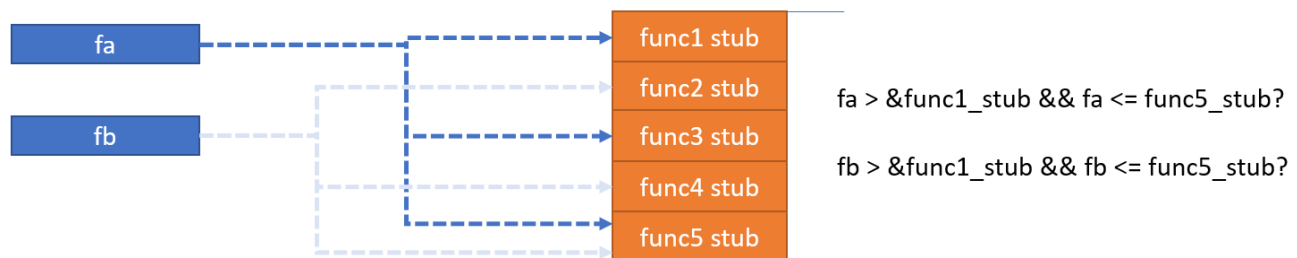 fa
fb
func1 stub
func2 stub
func3 stub
func4 stub
func5 stub
fa > &func1_stub && fa <= func5_stub?
fb > &func1_stub && fb <= func5_stub?